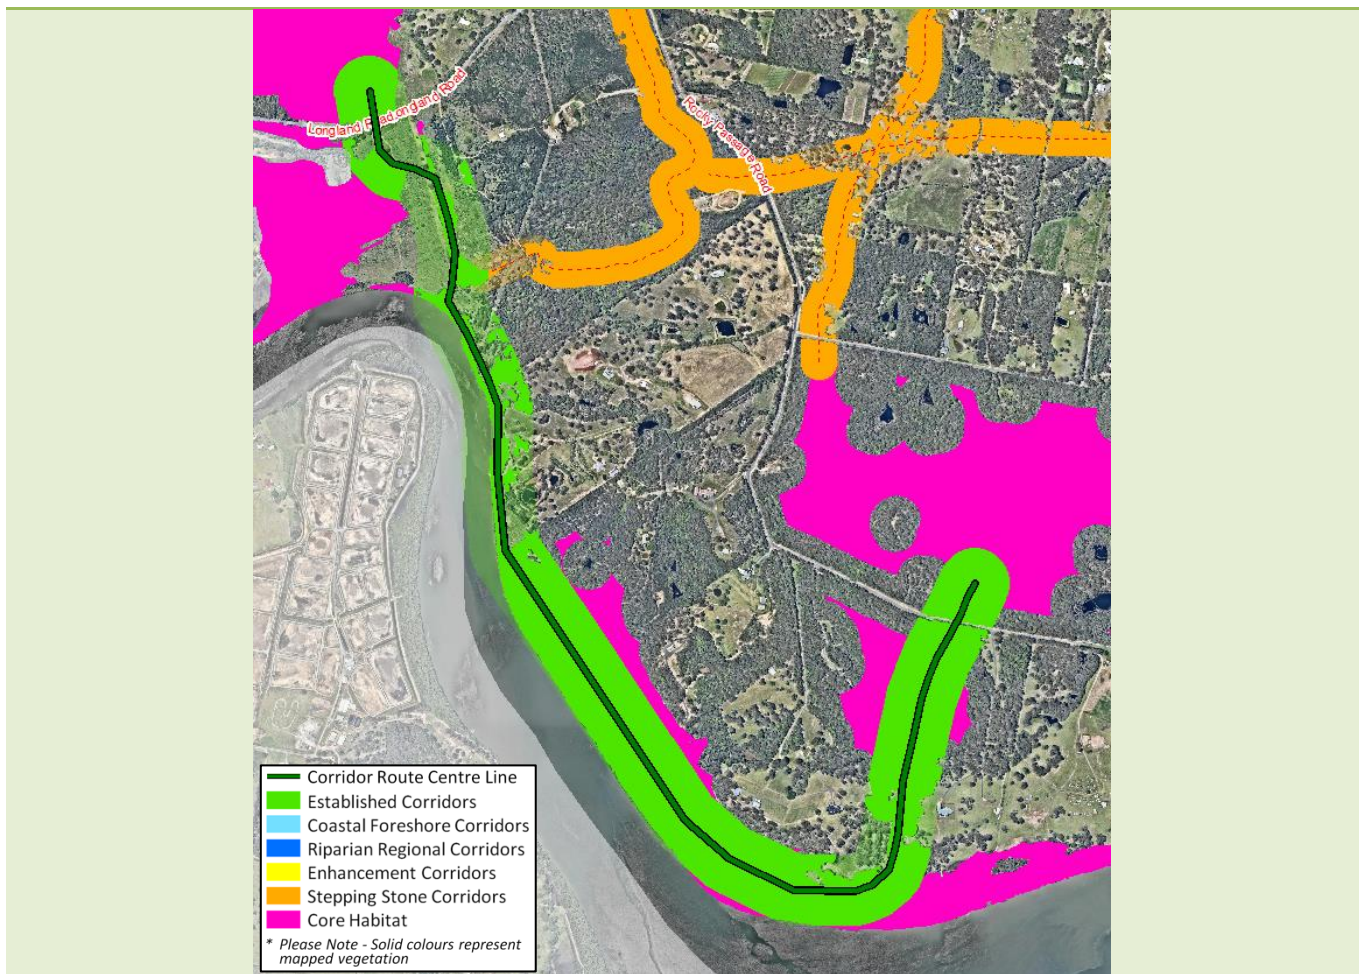 Longland Road
ongland Road
Rocky Passage Road
Corridor Route Centre Line
Established Corridors
Coastal Foreshore Corridors
Riparian Regional Corridors
Enhancement Corridors
Stepping Stone Corridors
Core Habitat
* Please Note - Solid colours represent
mapped vegetation